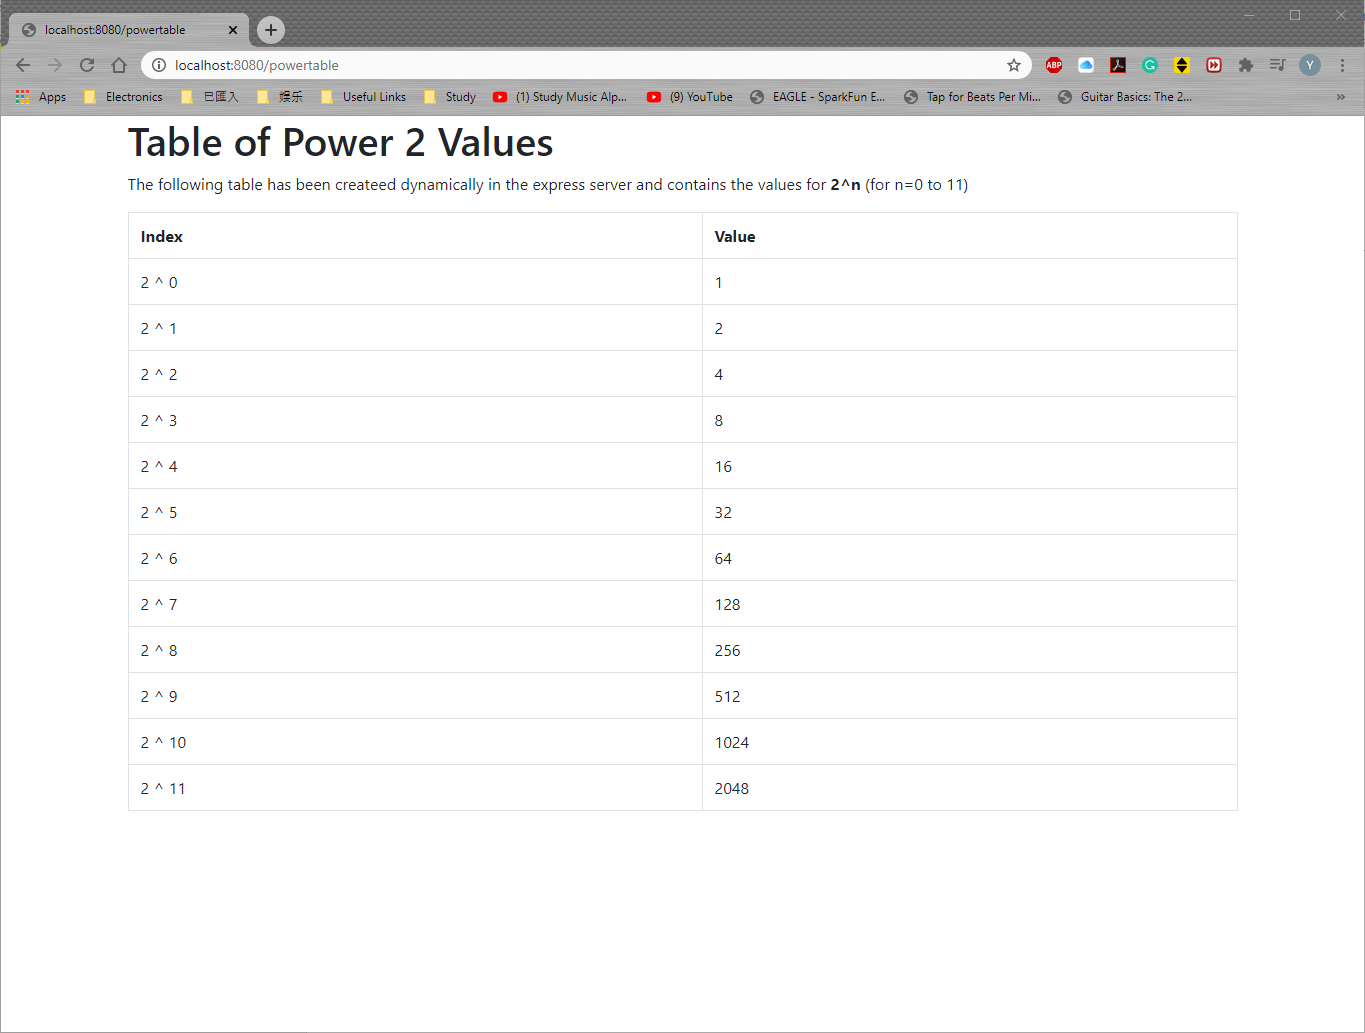 localhost:8080/powertable
localhost:8080/powertable
ABP
G
Y
Apps Electronics 已匯入 娱乐 Useful Links Study (1) Study Music Alp... (9) YouTube EAGLE - SparkFun E... Tap for Beats Per Mi... Guitar Basics: The 2... »
Table of Power 2 Values
The following table has been createed dynamically in the express server and contains the values for 2^n (for n=0 to 11)
Index Value
2 ^ 0 1
2 ^ 1 2
2 ^ 2 4
2 ^ 3 8
2 ^ 4 16
2 ^ 5 32
2 ^ 6 64
2 ^ 7 128
2 ^ 8 256
2 ^ 9 512
2 ^ 10 1024
2 ^ 11 2048